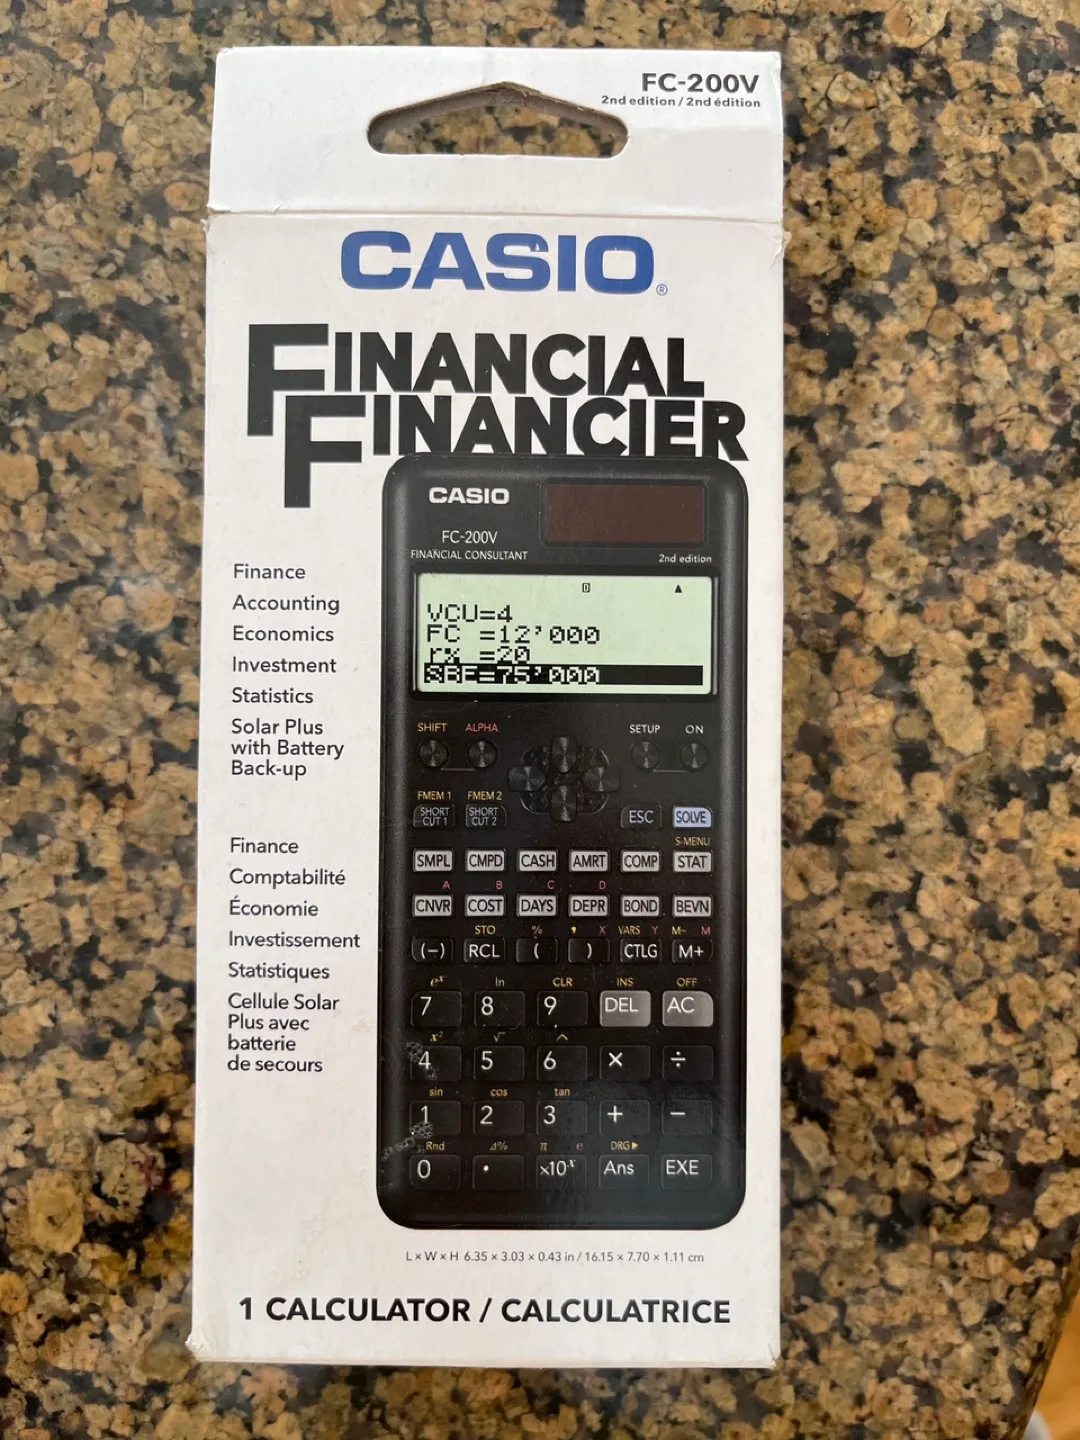 FC-200V
2nd edition / 2nd édition
CASIO®
FINANCIAL
FINANCIER
Finance
Accounting
Economics
Investment
Statistics
Solar Plus
with Battery
Back-up
Finance
Comptabilité
Économie
Investissement
Statistiques
Cellule Solar
Plus avec
batterie
de secours
CASIO
FC-200V
FINANCIAL CONSULTANT
2nd edition
D ▲
VCU=4
FC =12'000
r% =20
SBE=75'000
SHIFT ALPHA SETUP ON
FMEM 1 FMEM 2
SHORT CUT 1 SHORT CUT 2 ESC SOLVE
S-MENU
SMPL CMPD CASH AMRT COMP STAT
A B C D
CNVR COST DAYS DEPR BOND BEVN
STO % , X VARS Y M– M
(–) RCL ( ) CTLG M+
eˣ ln CLR INS OFF
7 8 9 DEL AC
x² √ ^
4 5 6 × ÷
sin cos tan
1 2 3 + −
Rnd Δ% π e DRG▶
0 . ×10ˣ Ans EXE
L × W × H 6.35 × 3.03 × 0.43 in / 16.15 × 7.70 × 1.11 cm
1 CALCULATOR / CALCULATRICE